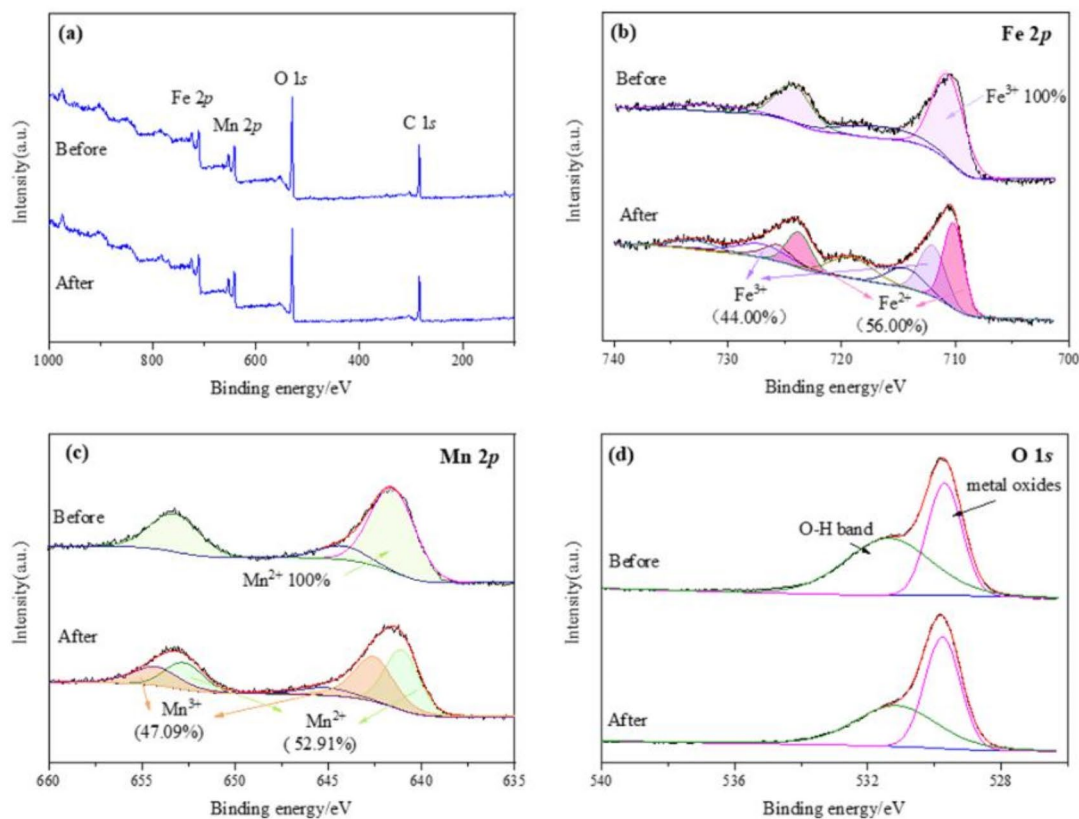 (a)
O 1s
Fe 2p
Mn 2p
C 1s
Before
After
Intensity(a.u.)
1000 800 600 400 200
Binding energy/eV
(b)
Fe 2p
Before
Fe³⁺ 100%
After
Fe³⁺
(44.00%)
Fe²⁺
(56.00%)
Intensity(a.u.)
740 730 720 710 700
Binding energy/eV
(c)
Mn 2p
Before
Mn²⁺ 100%
After
Mn³⁺
(47.09%)
Mn²⁺
( 52.91%)
Intensity(a.u.)
660 655 650 645 640 635
Binding energy/eV
(d)
O 1s
metal oxides
O-H band
Before
After
Intensity(a.u.)
540 536 531 528
Binding energy/eV